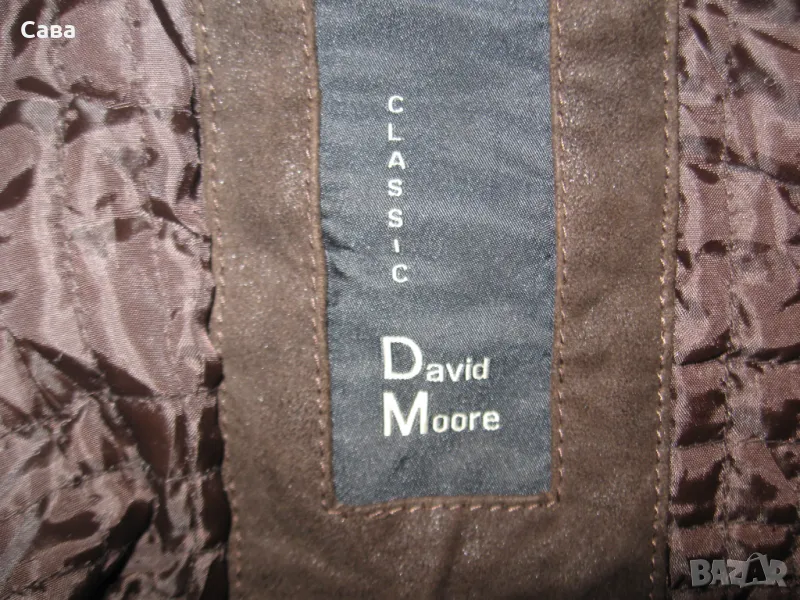 Сава
CLASSIC
David
Moore
BAZAR